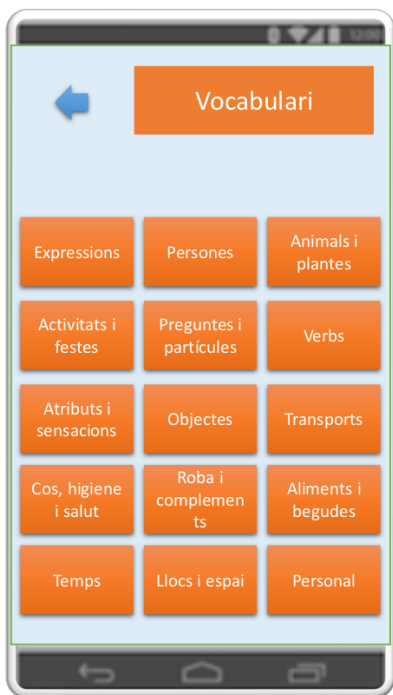 12:00
Vocabulari
Expressions
Persones
Animals i
plantes
Activitats i
festes
Preguntes i
partícules
Verbs
Atributs i
sensacions
Objectes
Transports
Cos, higiene
i salut
Roba i
complemen
ts
Aliments i
begudes
Temps
Llocs i espai
Personal